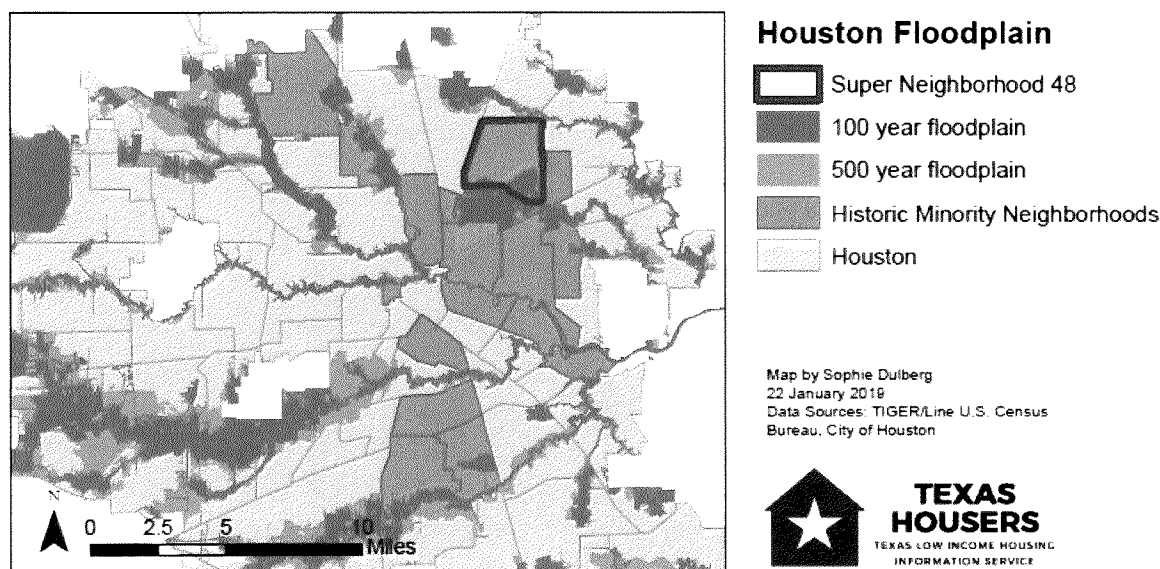 Houston Floodplain
Super Neighborhood 48
100 year floodplain
500 year floodplain
Historic Minority Neighborhoods
Houston
Map by Sophie Dulberg
22 January 2019
Data Sources: TIGER/Line U.S. Census
Bureau, City of Houston
N
0 2.5 5 10
Miles
TEXAS
HOUSERS
TEXAS LOW INCOME HOUSING
INFORMATION SERVICE